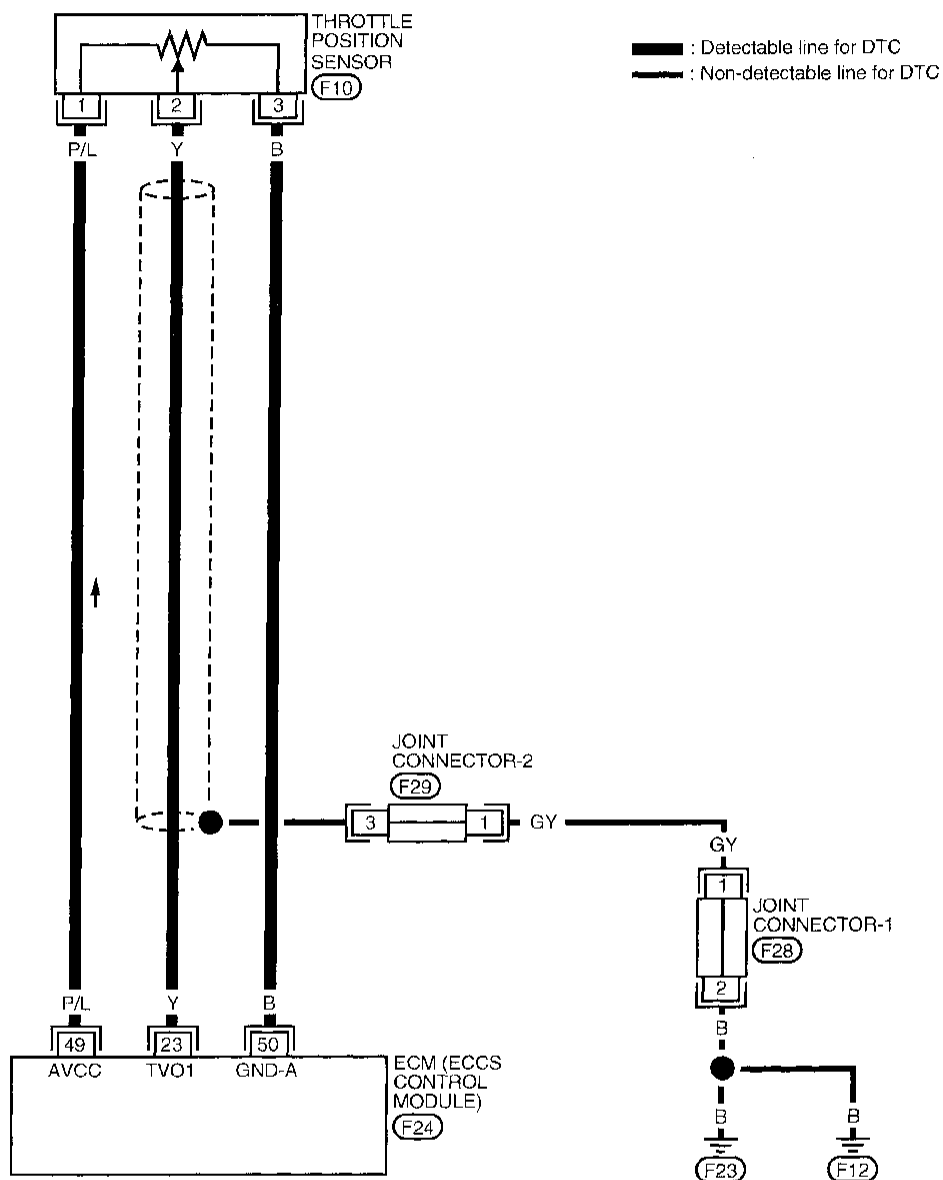 THROTTLE
POSITION
SENSOR
F10
: Detectable line for DTC
: Non-detectable line for DTC
1 2 3
P/L Y B
JOINT
CONNECTOR-2
F29
3 1 GY
GY
1
JOINT
CONNECTOR-1
F28
2
P/L Y B
B
49 23 50
AVCC TVO1 GND-A
ECM (ECCS
CONTROL
MODULE)
F24
B B
F23 F12